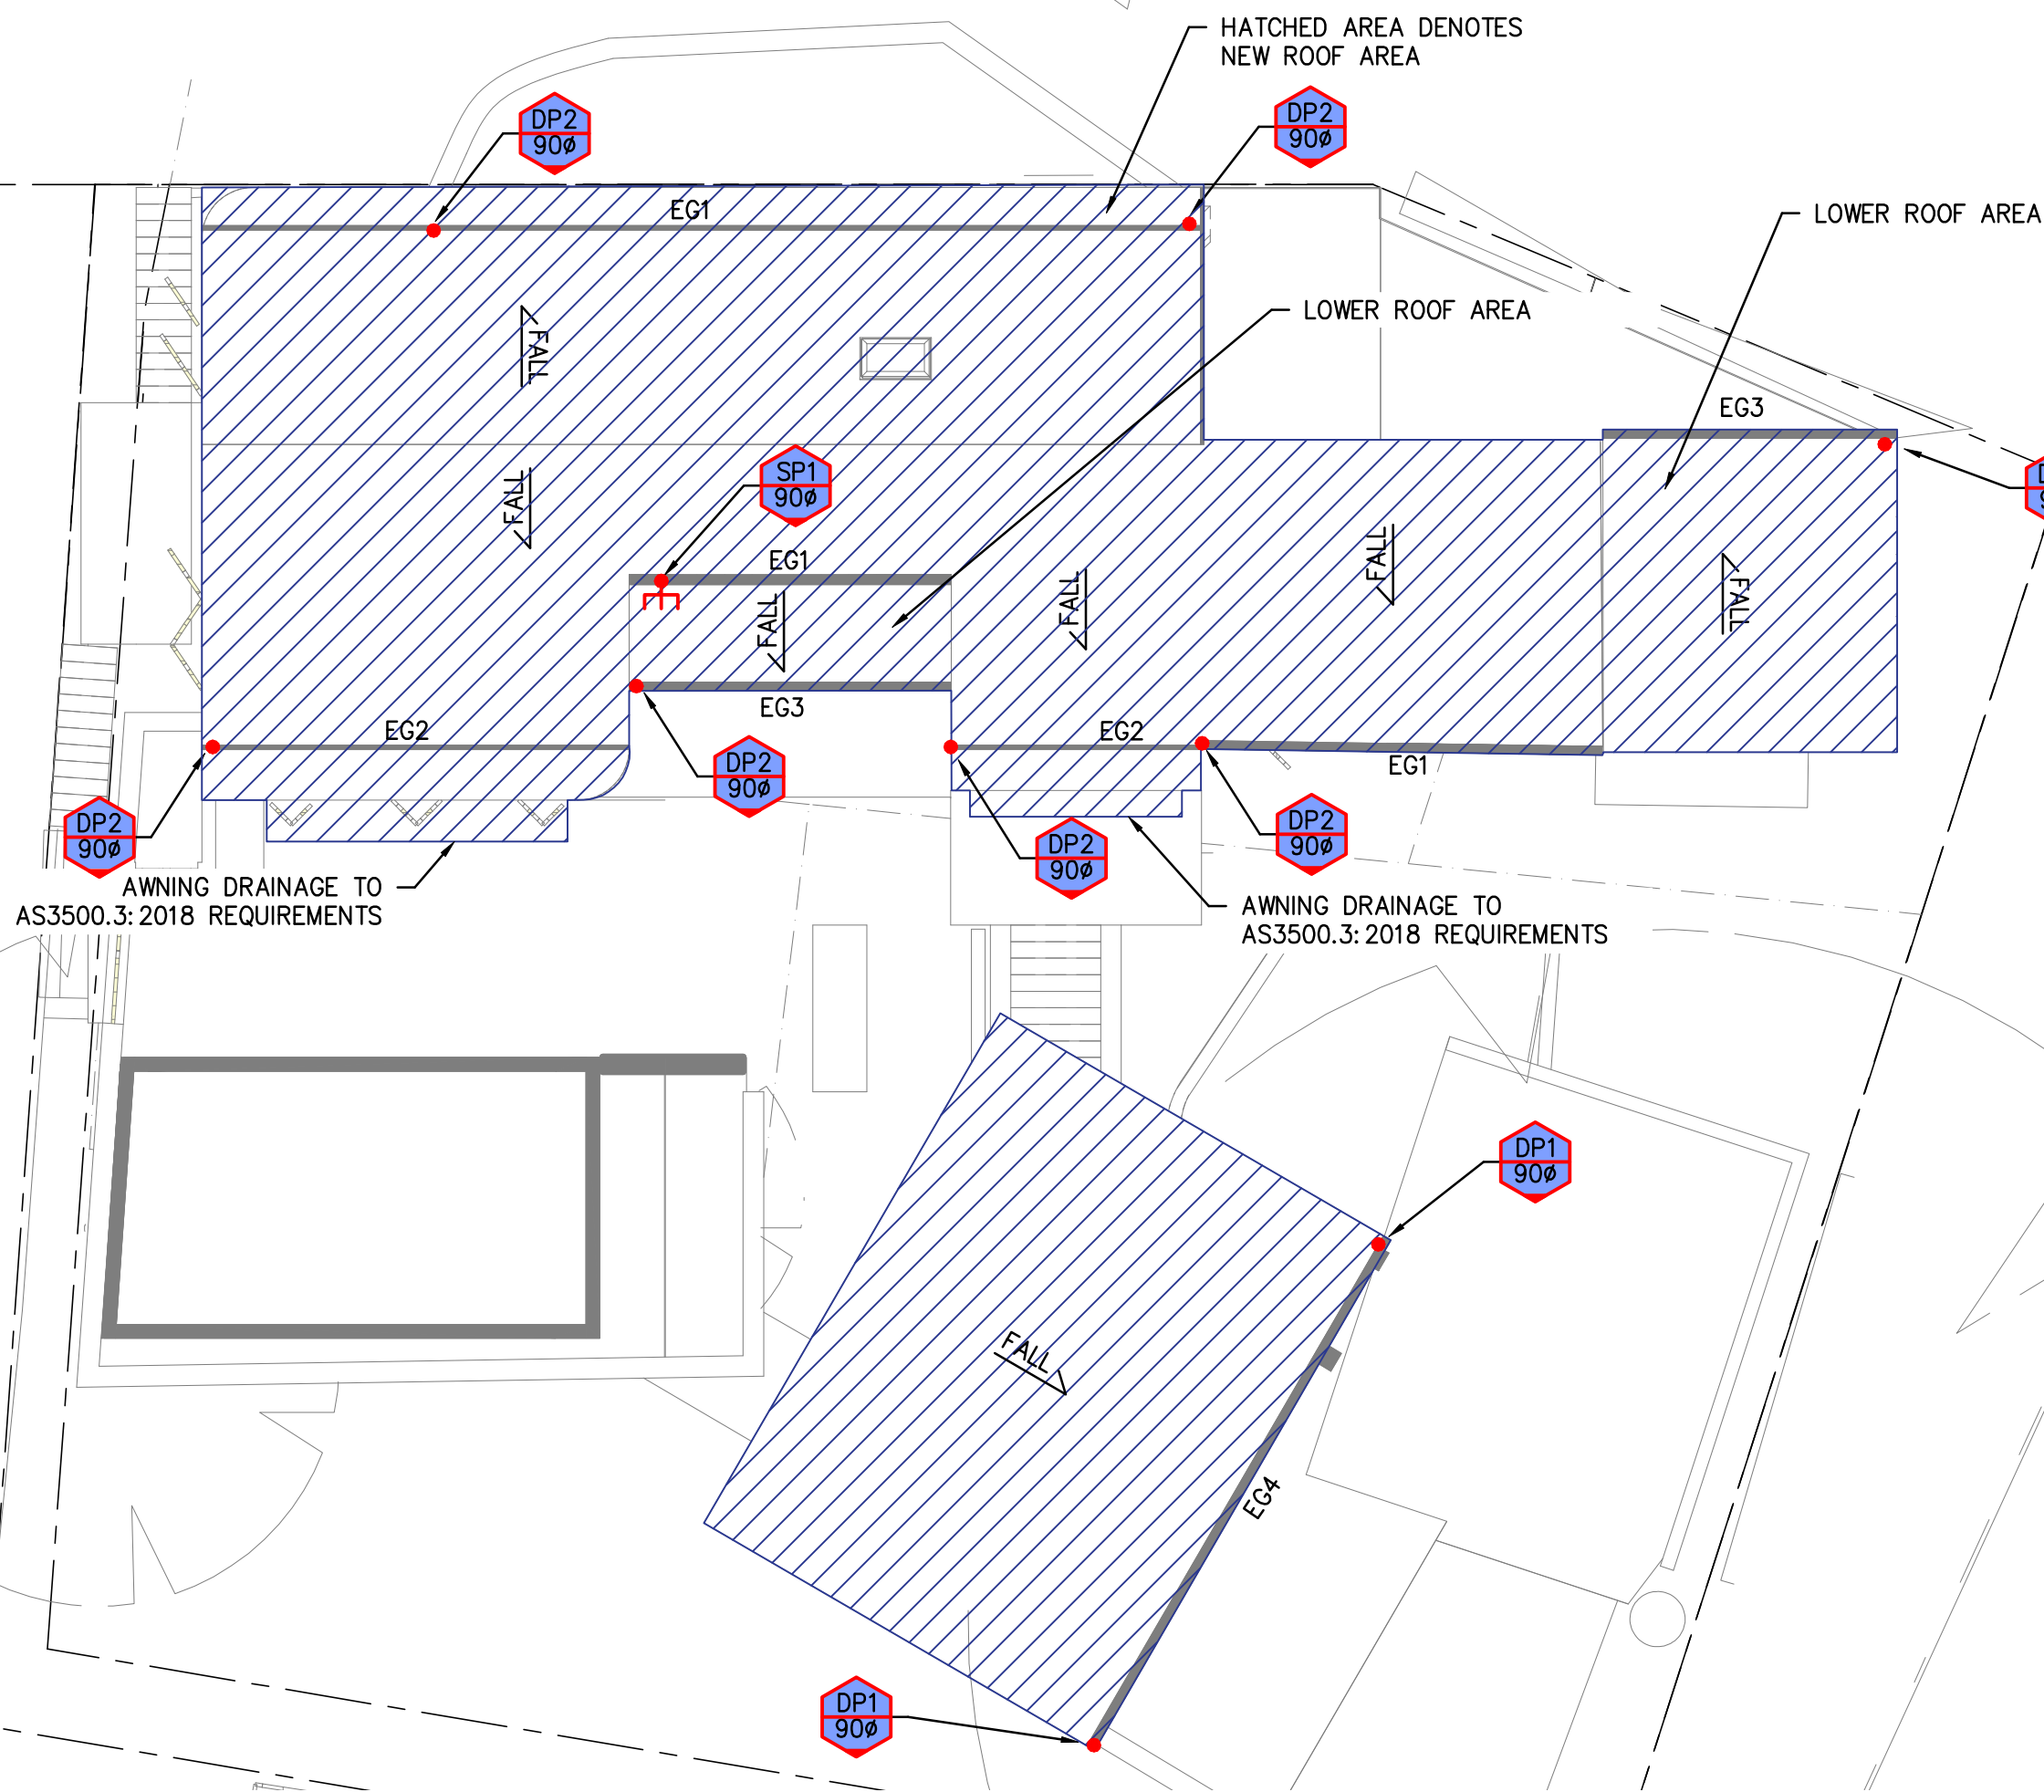 HATCHED AREA DENOTES
NEW ROOF AREA
DP2
90ø
DP2
90ø
EG1
LOWER ROOF AREA
LOWER ROOF AREA
FALL
EG3
SP1
90ø
FALL
FALL
EG1
FALL
FALL
FALL
EG3
EG2
EG2
EG1
DP2
90ø
DP2
90ø
DP2
90ø
DP2
90ø
AWNING DRAINAGE TO
AS3500.3:2018 REQUIREMENTS
AWNING DRAINAGE TO
AS3500.3:2018 REQUIREMENTS
DP1
90ø
FALL
EG4
DP1
90ø